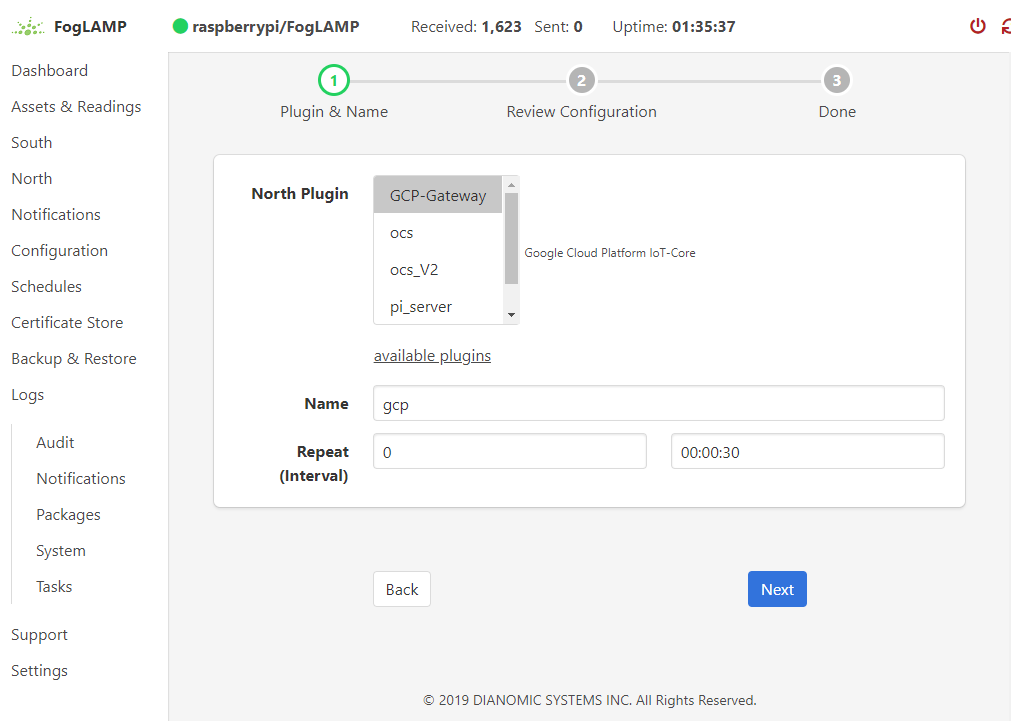 FogLAMP
raspberrypi/FogLAMP
Received: 1,623 Sent: 0 Uptime: 01:35:37
Dashboard
Assets & Readings
South
North
Notifications
Configuration
Schedules
Certificate Store
Backup & Restore
Logs
Audit
Notifications
Packages
System
Tasks
Support
Settings
1
2
3
Plugin & Name
Review Configuration
Done
North Plugin
GCP-Gateway
ocs
ocs_V2
pi_server
Google Cloud Platform IoT-Core
available plugins
Name
gcp
Repeat
(Interval)
0
00:00:30
Back
Next
© 2019 DIANOMIC SYSTEMS INC. All Rights Reserved.